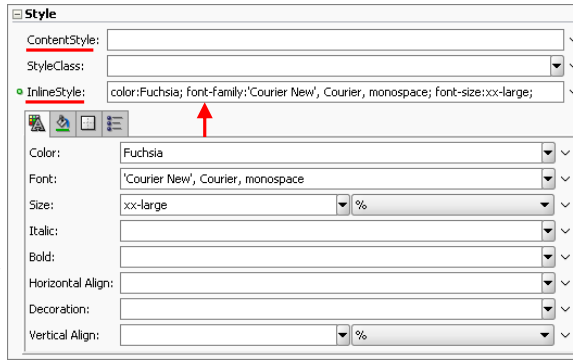 Style
ContentStyle:
StyleClass:
InlineStyle: color:Fuchsia; font-family:'Courier New', Courier, monospace; font-size:xx-large;
Color: Fuchsia
Font: 'Courier New', Courier, monospace
Size: xx-large %
Italic:
Bold:
Horizontal Align:
Decoration:
Vertical Align: %